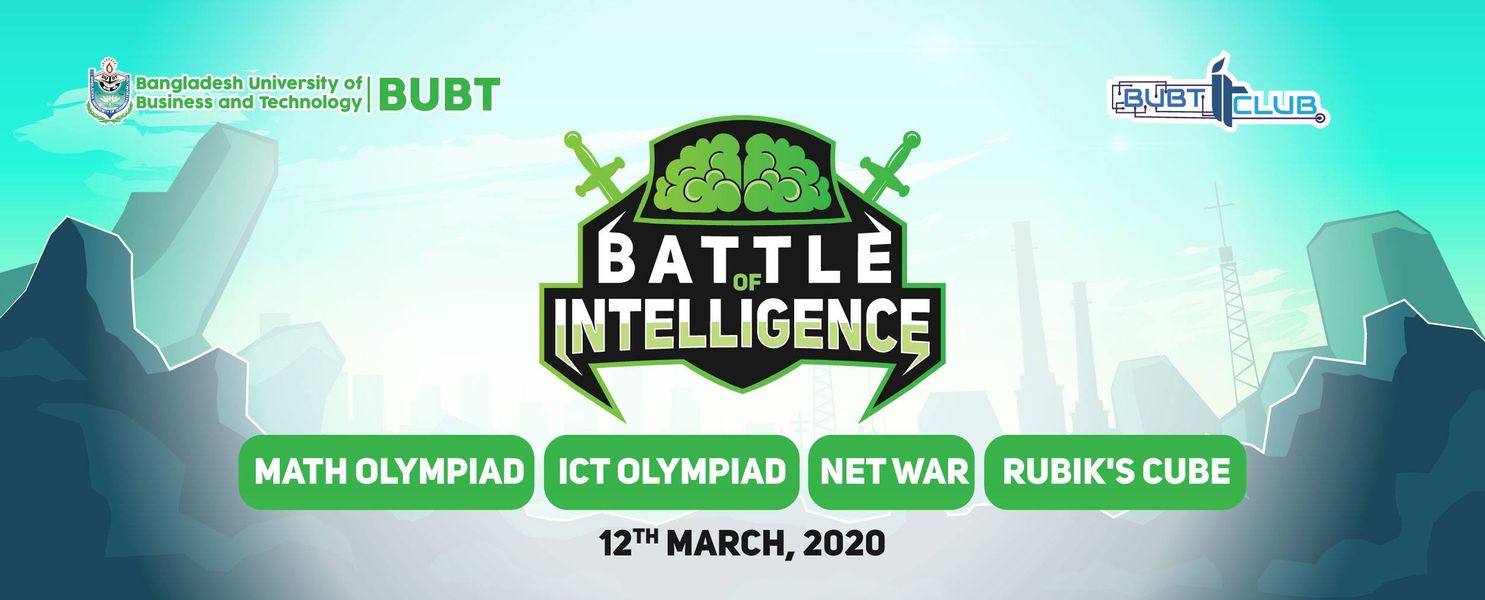 Bangladesh University of
Business and Technology
BUBT
BUBT IT CLUB
BATTLE
OF
INTELLIGENCE
MATH OLYMPIAD
ICT OLYMPIAD
NET WAR
RUBIK'S CUBE
12TH MARCH, 2020